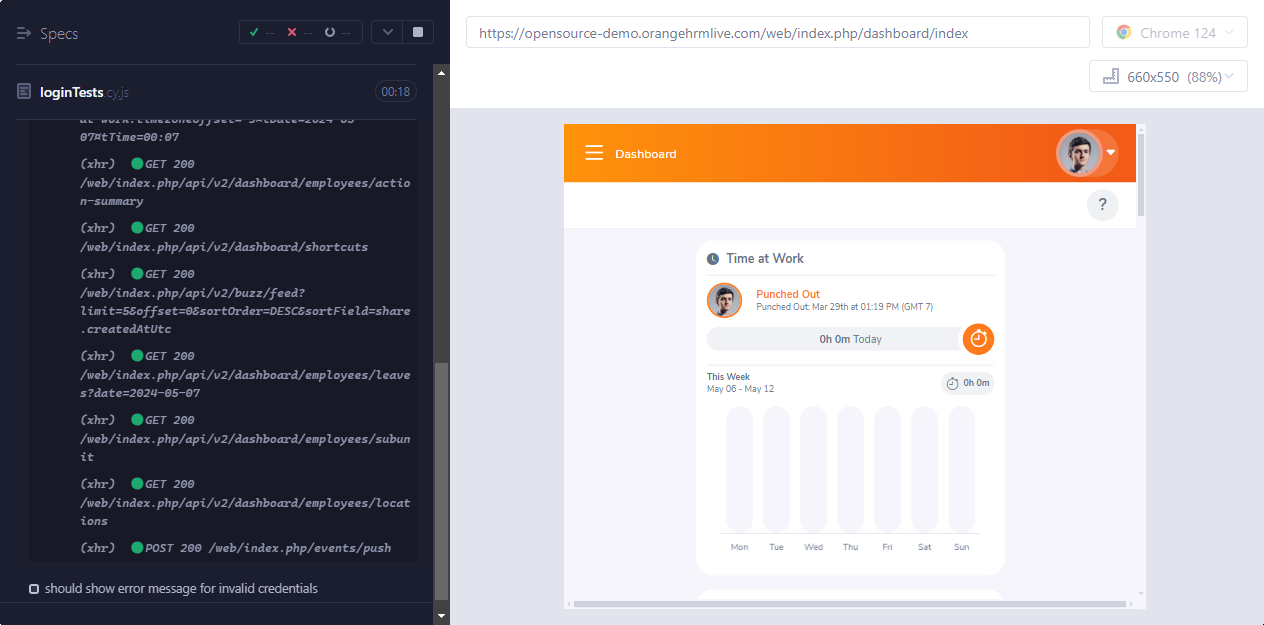 Specs
-- -- --
loginTests.cy.js
00:18
at-work?timezoneOffset=-5&tDate=2024-05-
07&tTime=00:07
(xhr) GET 200
/web/index.php/api/v2/dashboard/employees/actio
n-summary
(xhr) GET 200
/web/index.php/api/v2/dashboard/shortcuts
(xhr) GET 200
/web/index.php/api/v2/buzz/feed?
limit=5&offset=0&sortOrder=DESC&sortField=share
.createdAtUtc
(xhr) GET 200
/web/index.php/api/v2/dashboard/employees/leave
s?date=2024-05-07
(xhr) GET 200
/web/index.php/api/v2/dashboard/employees/subun
it
(xhr) GET 200
/web/index.php/api/v2/dashboard/employees/locat
ions
(xhr) POST 200 /web/index.php/events/push
should show error message for invalid credentials
https://opensource-demo.orangehrmlive.com/web/index.php/dashboard/index
Chrome 124
660x550 (88%)
Dashboard
?
Time at Work
Punched Out
Punched Out: Mar 29th at 01:19 PM (GMT 7)
0h 0m Today
This Week
May 06 - May 12
0h 0m
Mon Tue Wed Thu Fri Sat Sun